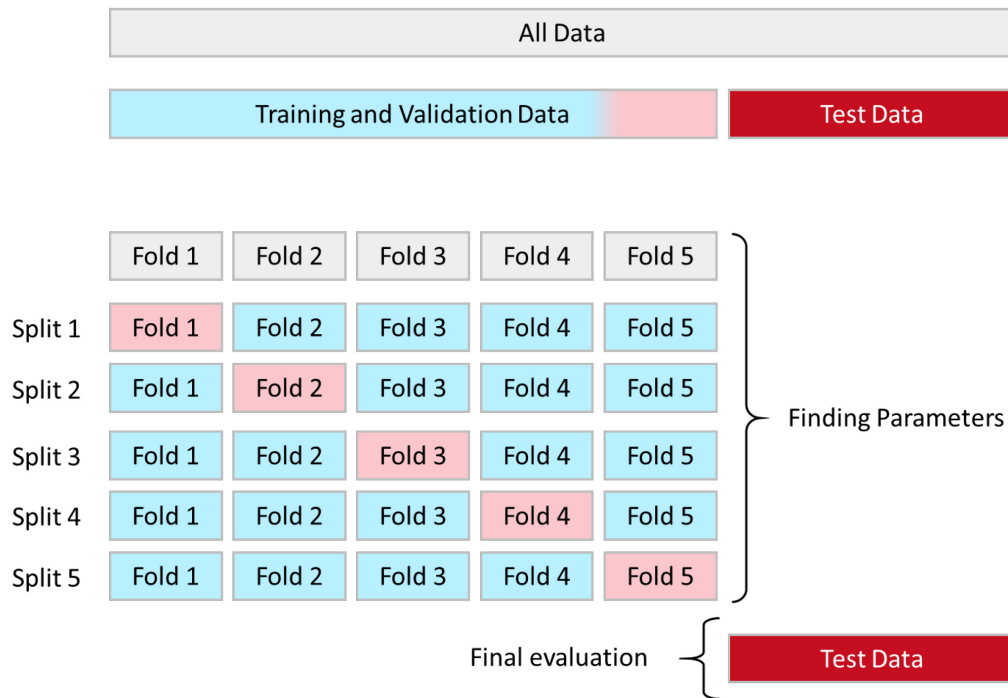 All Data
Training and Validation Data Test Data
Fold 1 Fold 2 Fold 3 Fold 4 Fold 5
Split 1 Fold 1 Fold 2 Fold 3 Fold 4 Fold 5
Split 2 Fold 1 Fold 2 Fold 3 Fold 4 Fold 5
Finding Parameters
Split 3 Fold 1 Fold 2 Fold 3 Fold 4 Fold 5
Split 4 Fold 1 Fold 2 Fold 3 Fold 4 Fold 5
Split 5 Fold 1 Fold 2 Fold 3 Fold 4 Fold 5
Final evaluation Test Data